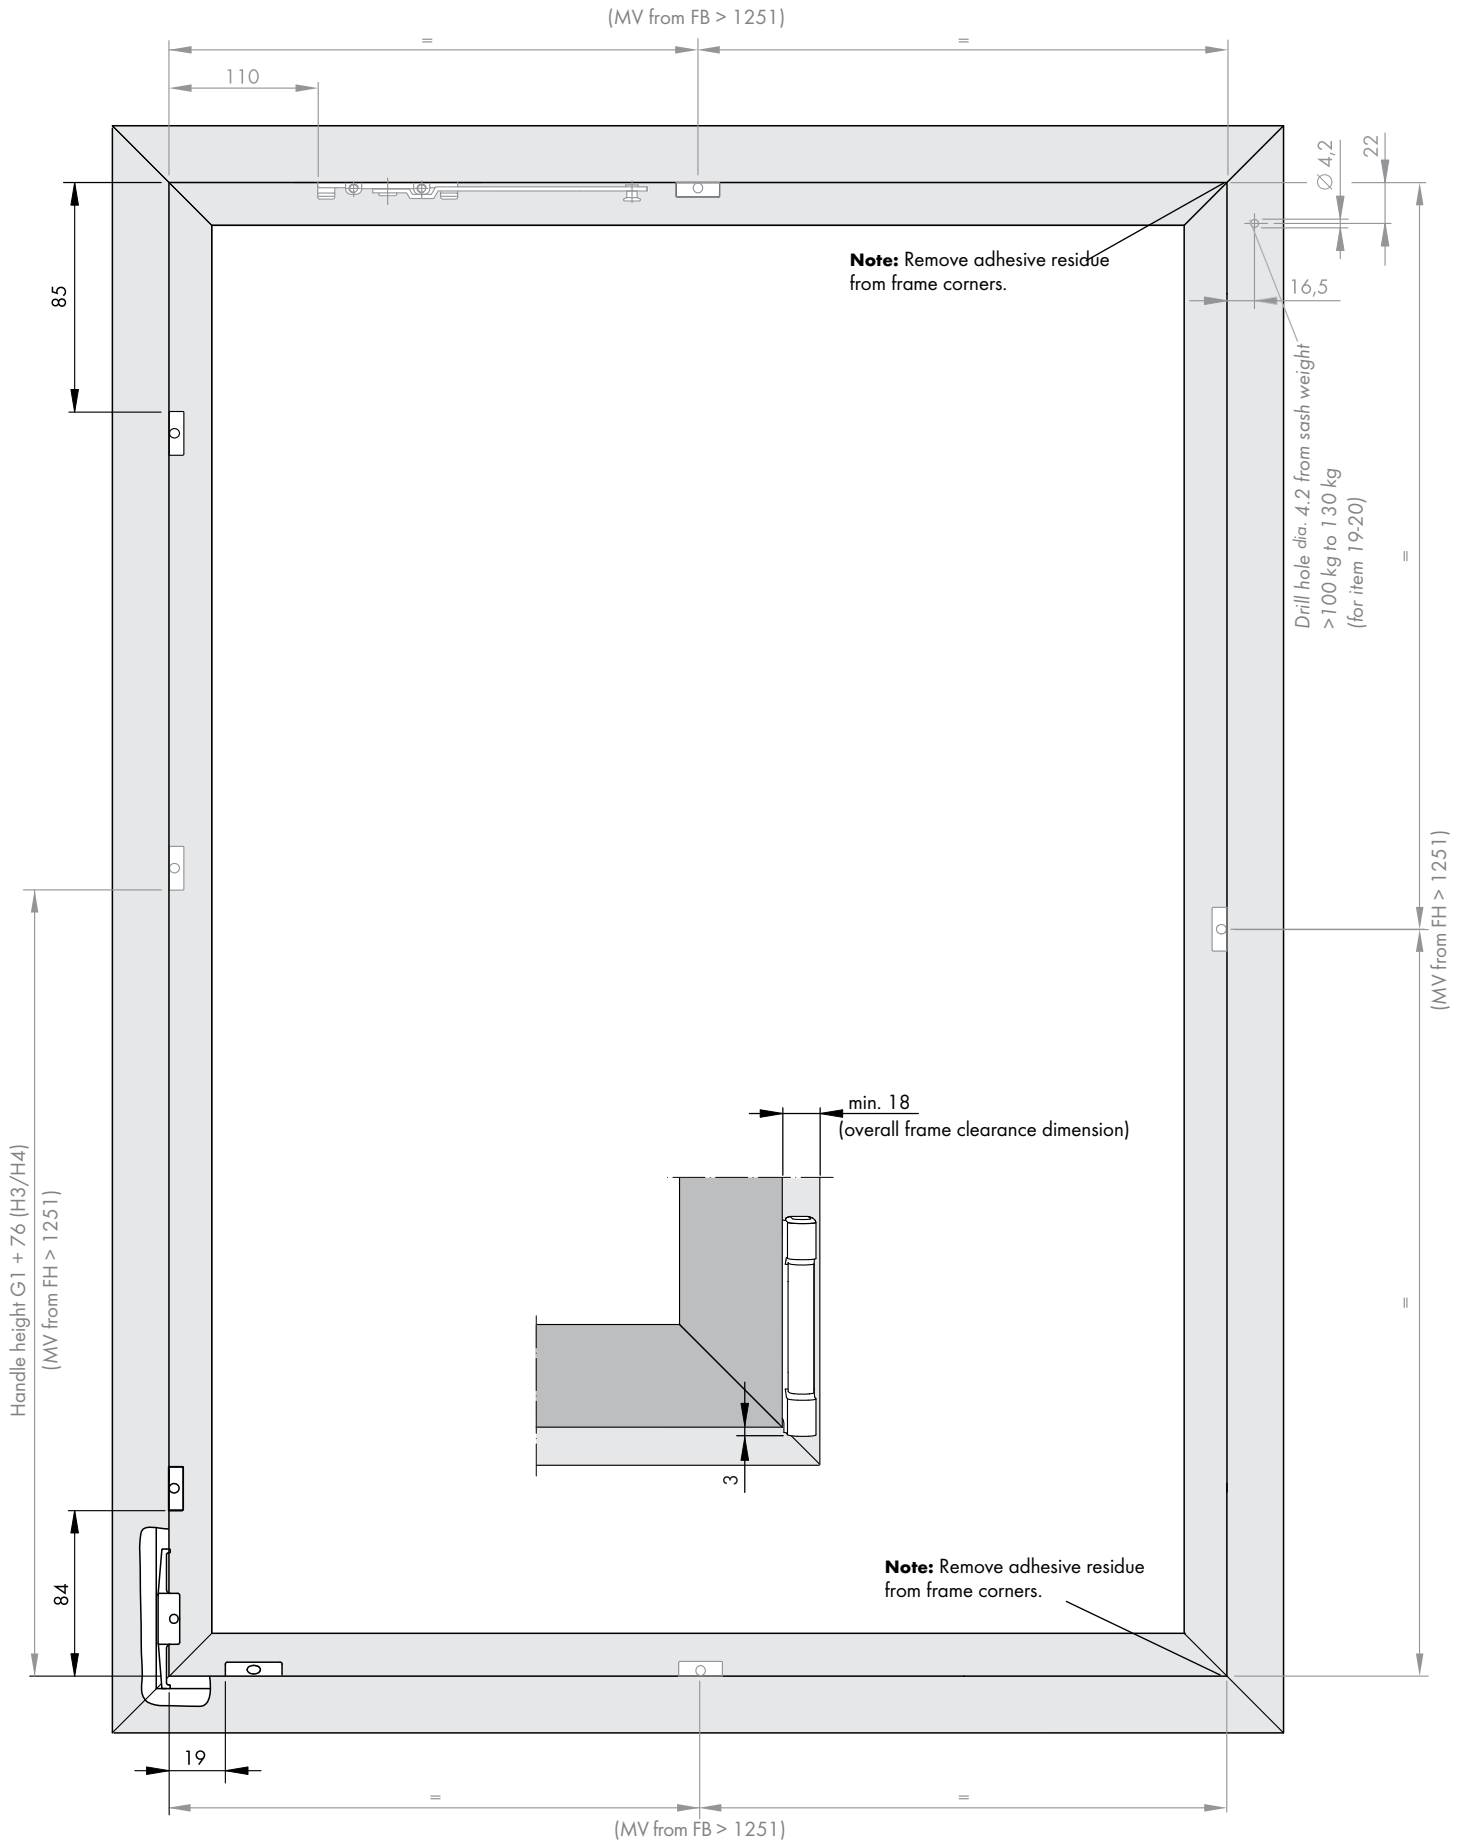 (MV from FB > 1251)
=
=
110
Ø 4,2
22
Note: Remove adhesive residue
from frame corners.
85
16,5
Drill hole dia. 4.2 from sash weight
>100 kg to 130 kg
(for item 19-20)
=
(MV from FH > 1251)
min. 18
(overall frame clearance dimension)
Handle height G1 + 76 (H3/H4)
(MV from FH > 1251)
=
3
Note: Remove adhesive residue
from frame corners.
84
19
=
=
(MV from FB > 1251)